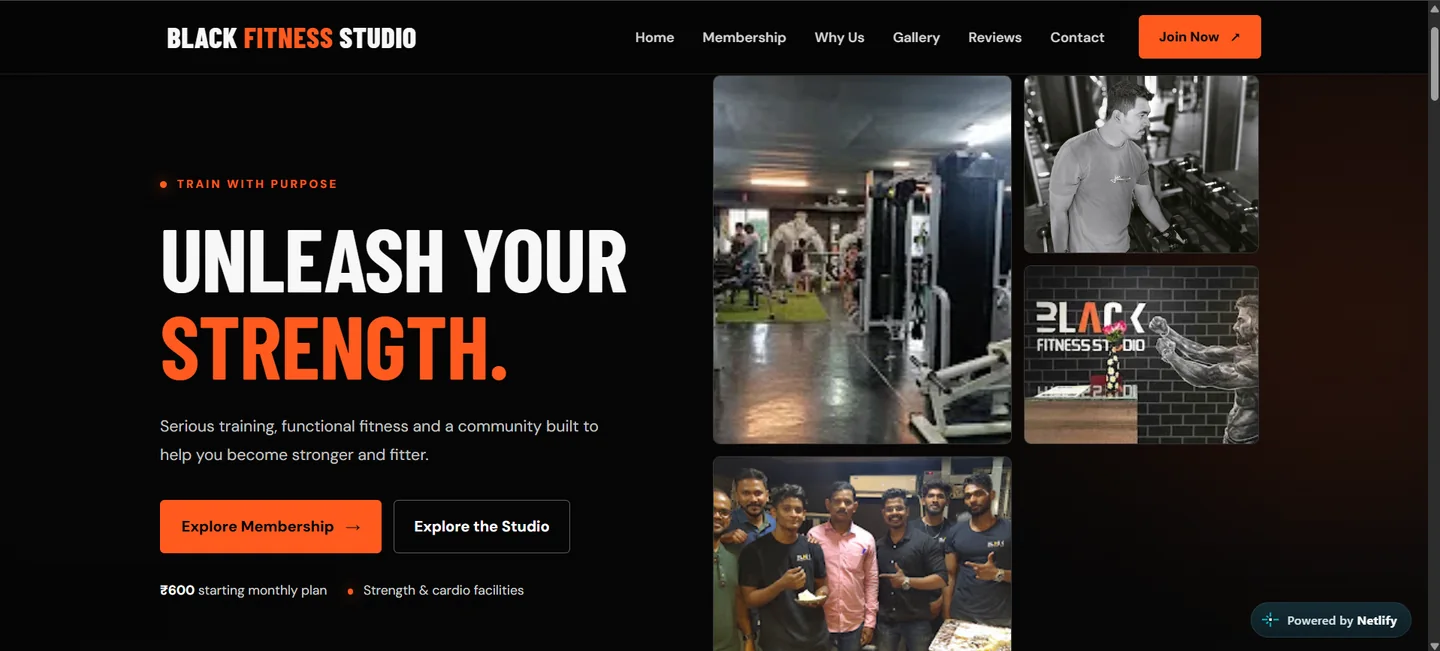 BLACK FITNESS STUDIO
Home
Membership
Why Us
Gallery
Reviews
Contact
Join Now ↗
TRAIN WITH PURPOSE
UNLEASH YOUR
STRENGTH.
Serious training, functional fitness and a community built to
help you become stronger and fitter.
Explore Membership →
Explore the Studio
₹600 starting monthly plan
Strength & cardio facilities
BLACK
FITNESS ST DIO
Powered by Netlify